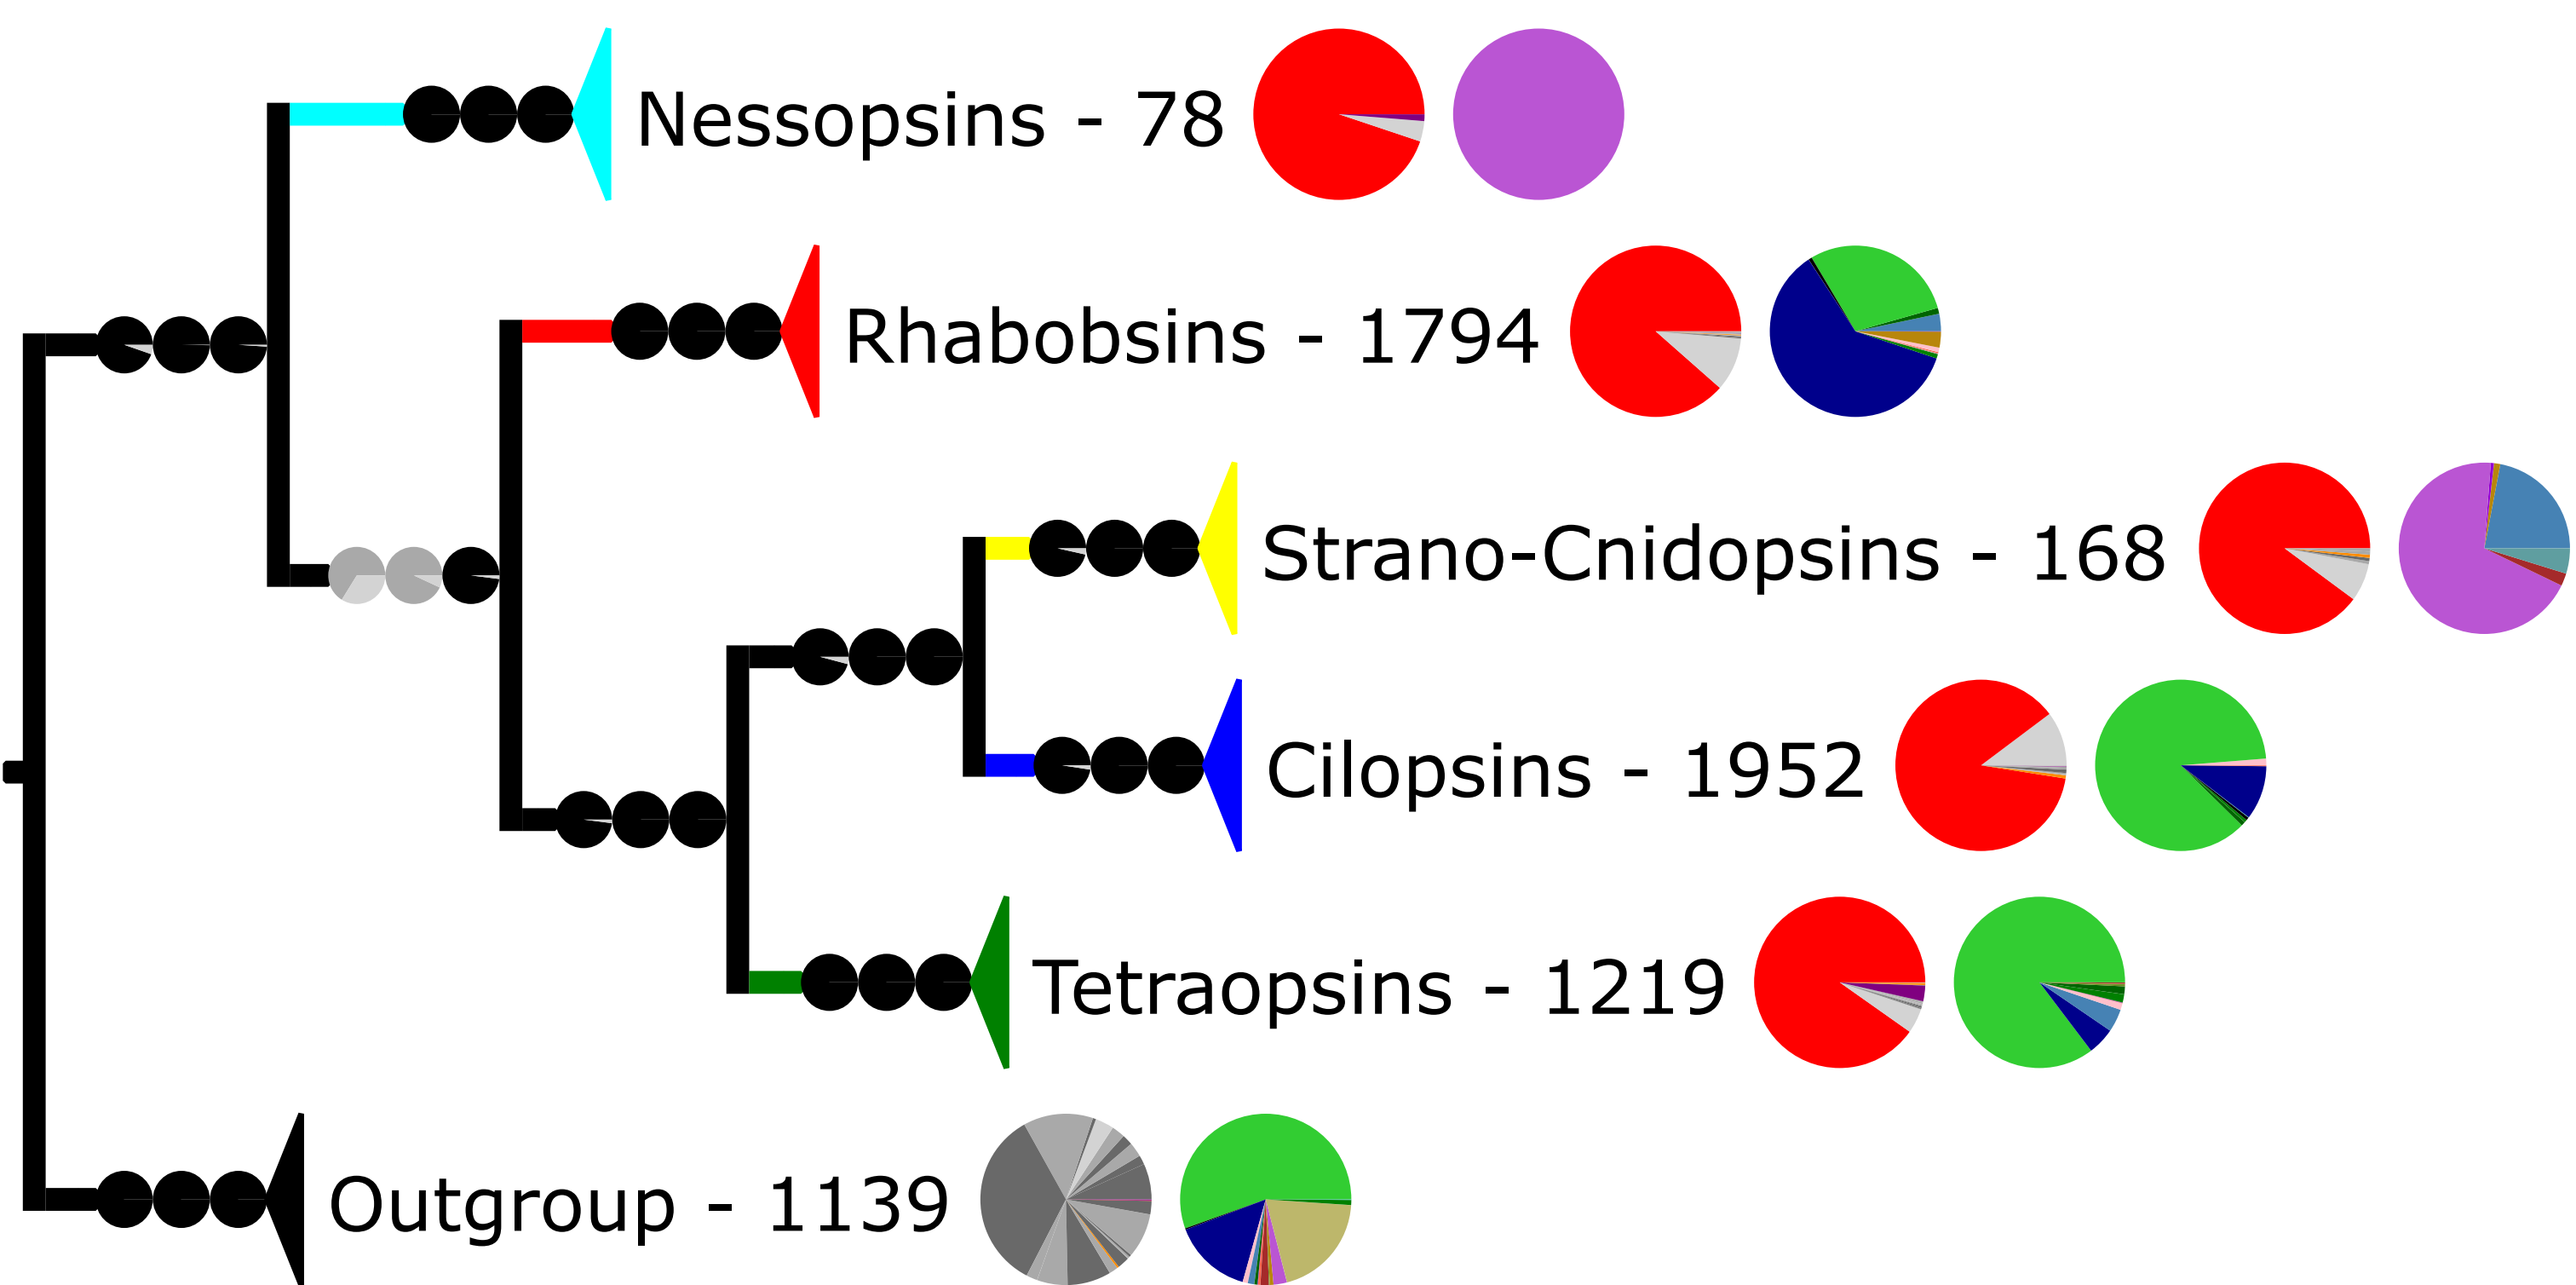 Nessopsins - 78
Rhabobsins - 1794
Strano-Cnidopsins - 168
Cilopsins - 1952
Tetraopsins - 1219
Outgroup - 1139